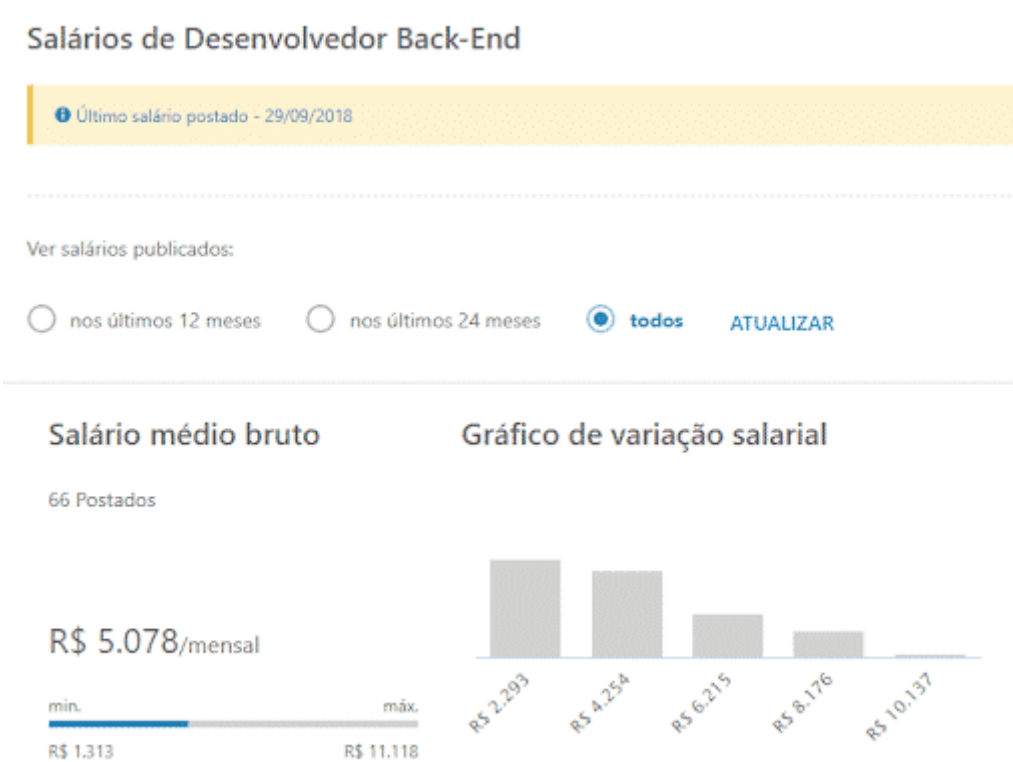 Salários de Desenvolvedor Back-End
Último salário postado - 29/09/2018
Ver salários publicados:
nos últimos 12 meses nos últimos 24 meses todos ATUALIZAR
Salário médio bruto
66 Postados
R$ 5.078/mensal
min. máx.
R$ 1.313 R$ 11.118
Gráfico de variação salarial
R$ 2.293 R$ 4.254 R$ 6.215 R$ 8.176 R$ 10.137